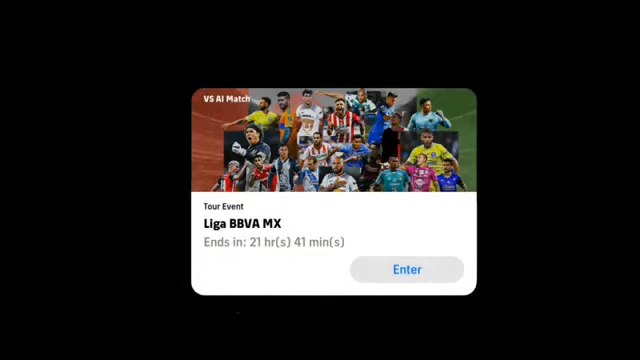 VS AI Match
Tour Event
Liga BBVA MX
Ends in: 21 hr(s) 41 min(s)
Enter